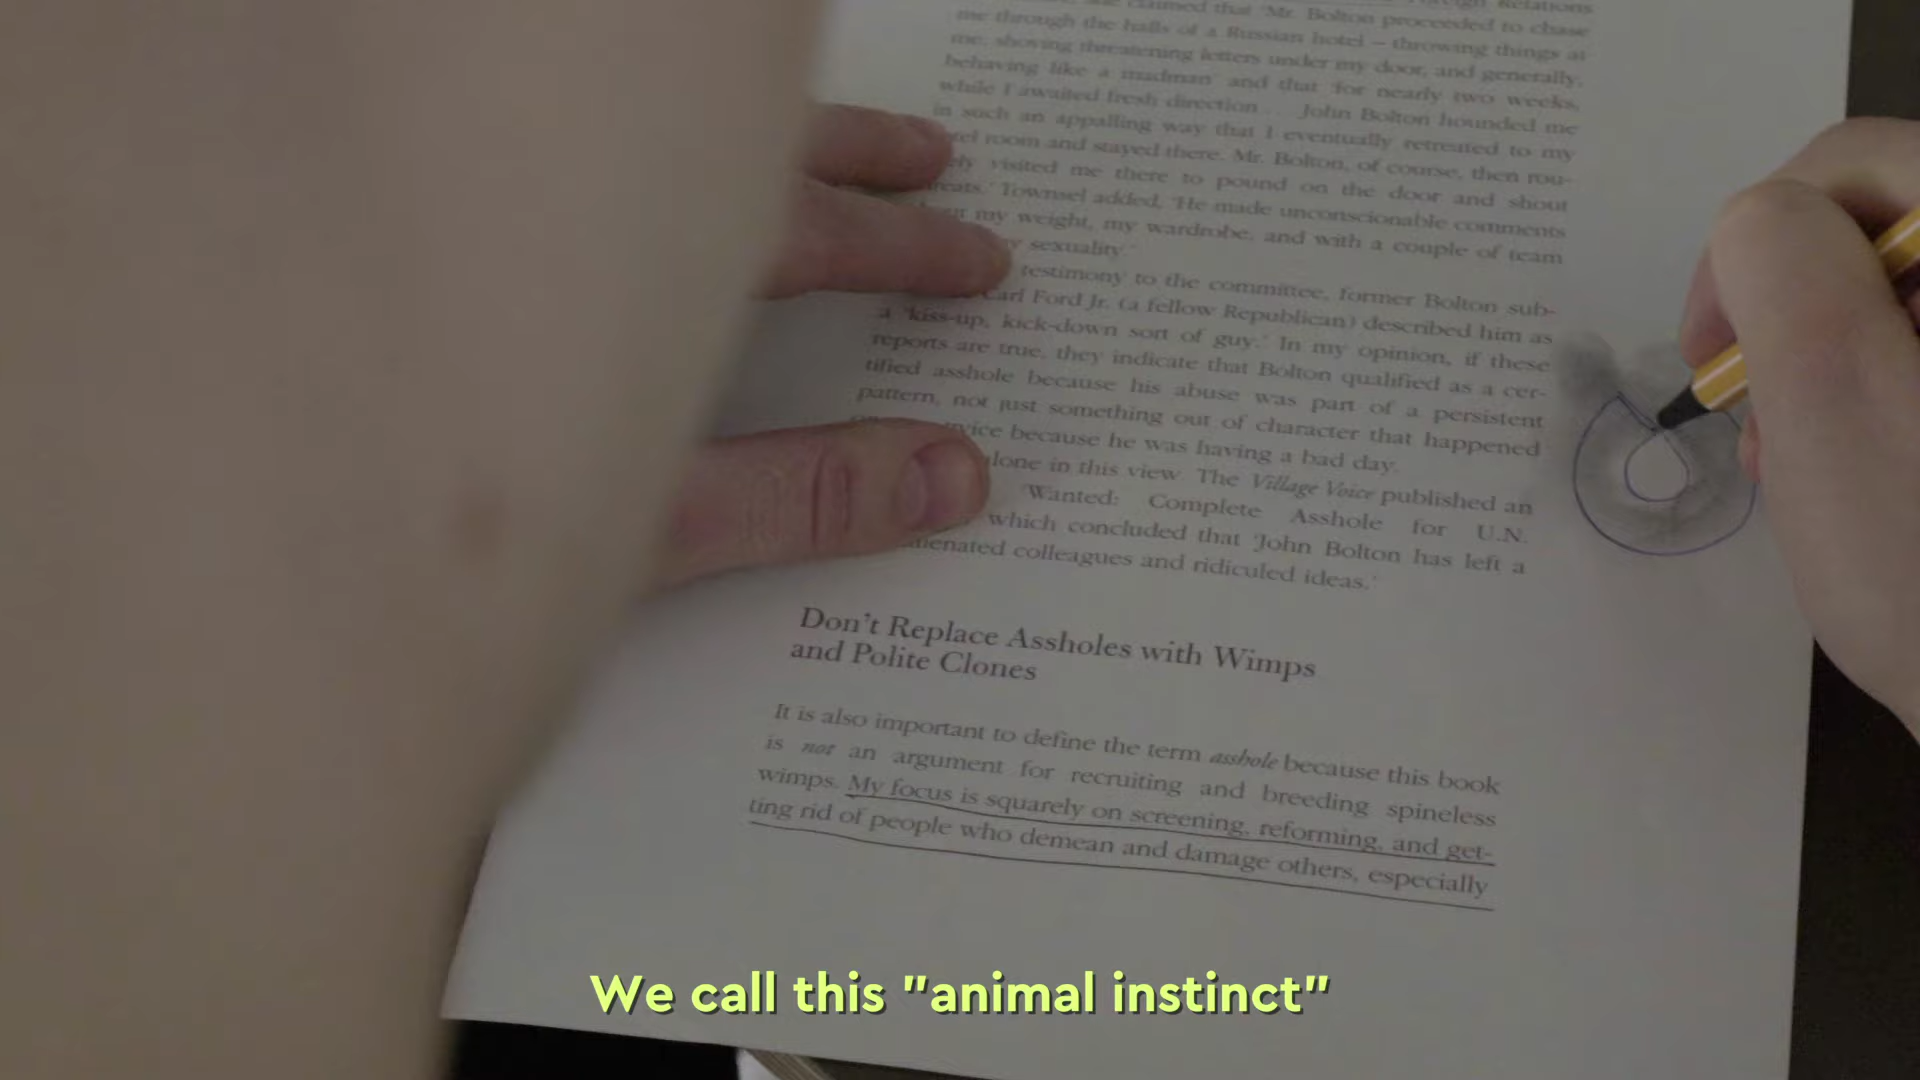 claimed that 'Mr. Bolton proceeded to chase
me through the halls of a Russian hotel – throwing things at
me, shoving threatening letters under my door, and generally,
behaving like a madman' and that 'for nearly two weeks,
while I awaited fresh direction . . . John Bolton hounded me
in such an appalling way that I eventually retreated to my
room and stayed there. Mr. Bolton, of course, then rou-
visited me there to pound on the door and shout
Townsel added, 'He made unconscionable comments
my weight, my wardrobe, and with a couple of team
sexuality.'
testimony to the committee, former Bolton sub-
Carl Ford Jr. (a fellow Republican) described him as
a 'kiss-up, kick-down sort of guy.' In my opinion, if these
reports are true, they indicate that Bolton qualified as a cer-
tified asshole because his abuse was part of a persistent
pattern, not just something out of character that happened
because he was having a bad day.
alone in this view. The Village Voice published an
'Wanted: Complete Asshole for U.N.
which concluded that 'John Bolton has left a
alienated colleagues and ridiculed ideas.'
Don't Replace Assholes with Wimps
and Polite Clones
It is also important to define the term asshole because this book
is not an argument for recruiting and breeding spineless
wimps. My focus is squarely on screening, reforming, and get-
ting rid of people who demean and damage others, especially
We call this "animal instinct"